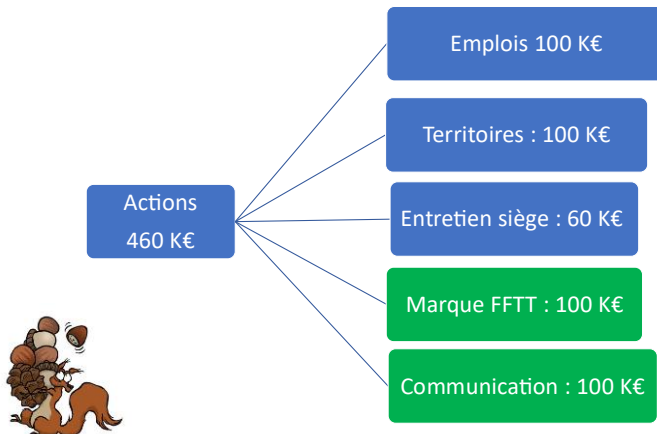 Emplois 100 K€
Territoires : 100 K€
Actions
460 K€
Entretien siège : 60 K€
Marque FFTT : 100 K€
Communication : 100 K€